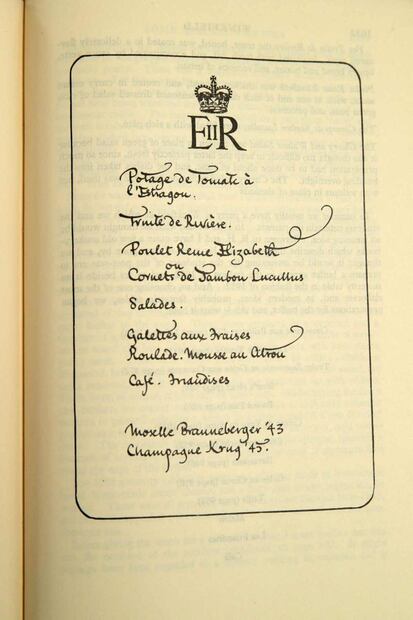 EIIR
Potage de Tomate à
l'Estragon.
Truite de Rivière.
Poulet Reine Elizabeth
ou
Cornets de Jambon Lucullus
Salades.
Galettes aux Fraises
Roulade. Mousse au Citron
Café. Friandises
Moselle Branneberger '43
Champagne Krug '45.